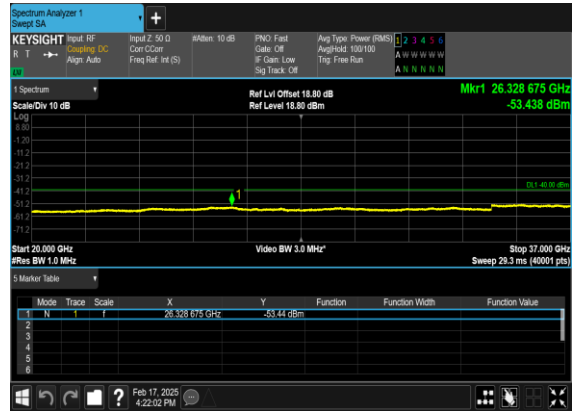 Spectrum Analyzer 1
Swept SA
+
KEYSIGHT Input: RF Input Z: 50 Ω #Atten: 10 dB PNO: Fast Avg Type: Power (RMS) 1 2 3 4 5 6
R T Coupling: DC Corr CCorr Gate: Off Avg|Hold: 100/100 A W W W W W
Align: Auto Freq Ref: Int (S) IF Gain: Low Trig: Free Run A N N N N N
Sig Track: Off
1 Spectrum Ref Lvl Offset 18.80 dB Mkr1 26.328 675 GHz
Scale/Div 10 dB Ref Level 18.80 dBm -53.438 dBm
Log
8.80
-1.20
-11.2
-21.2
-31.2
-41.2
-51.2
-61.2
-71.2
1
DL1 -40.00 dBm
Start 20.000 GHz Video BW 3.0 MHz* Stop 37.000 GHz
#Res BW 1.0 MHz Sweep 29.3 ms (40001 pts)
5 Marker Table
Mode Trace Scale X Y Function Function Width Function Value
1 N 1 f 26.328 675 GHz -53.44 dBm
2
3
4
5
6
? Feb 17, 2025
4:22:02 PM